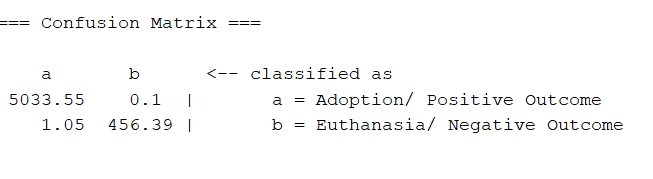 === Confusion Matrix ===
a b <-- classified as
5033.55 0.1 | a = Adoption/ Positive Outcome
1.05 456.39 | b = Euthanasia/ Negative Outcome